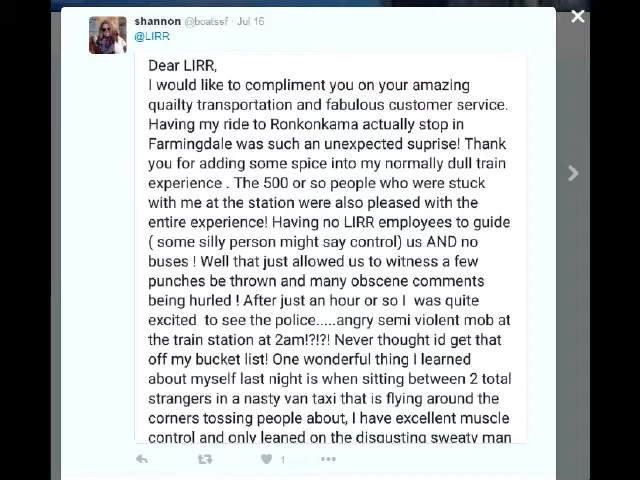 shannon @boatssf · Jul 16
@LIRR
Dear LIRR,
I would like to compliment you on your amazing
quailty transportation and fabulous customer service.
Having my ride to Ronkonkama actually stop in
Farmingdale was such an unexpected suprise! Thank
you for adding some spice into my normally dull train
experience . The 500 or so people who were stuck
with me at the station were also pleased with the
entire experience! Having no LIRR employees to guide
( some silly person might say control) us AND no
buses ! Well that just allowed us to witness a few
punches be thrown and many obscene comments
being hurled ! After just an hour or so I  was quite
excited  to see the police.....angry semi violent mob at
the train station at 2am!?!?! Never thought id get that
off my bucket list! One wonderful thing I learned
about myself last night is when sitting between 2 total
strangers in a nasty van taxi that is flying around the
corners tossing people about, I have excellent muscle
control and only leaned on the disgusting sweaty man
1